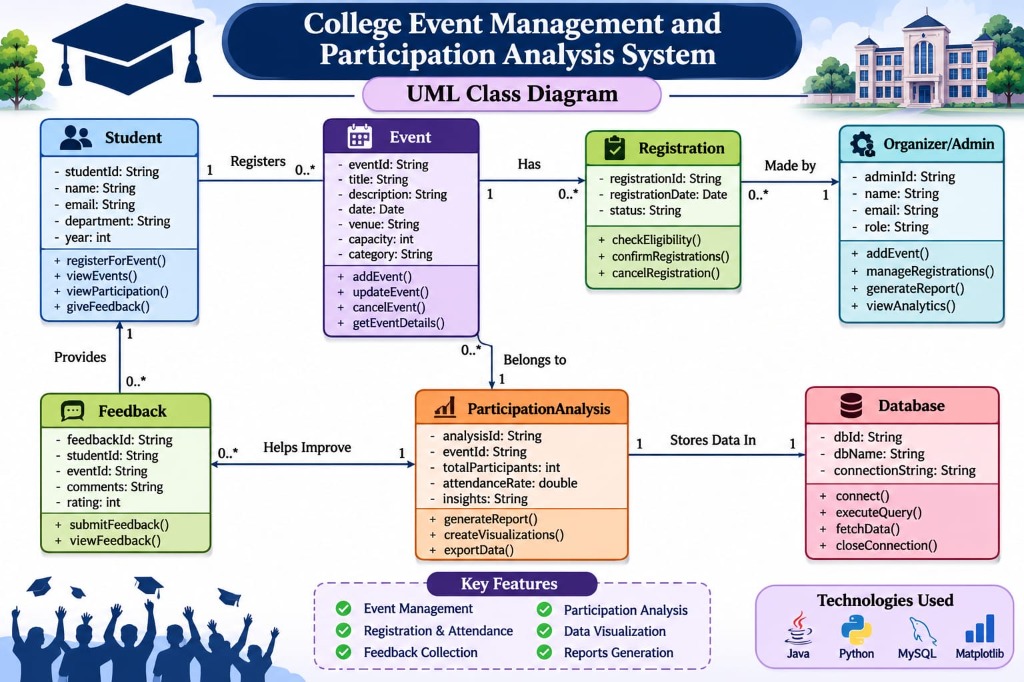 College Event Management and
Participation Analysis System
UML Class Diagram
Student
- studentId: String
- name: String
- email: String
- department: String
- year: int
+ registerForEvent()
+ viewEvents()
+ viewParticipation()
+ giveFeedback()
1 Registers 0..*
Event
- eventId: String
- title: String
- description: String
- date: Date
- venue: String
- capacity: int
- category: String
+ addEvent()
+ updateEvent()
+ cancelEvent()
+ getEventDetails()
Has
1 0..*
Registration
- registrationId: String
- registrationDate: Date
- status: String
+ checkEligibility()
+ confirmRegistrations()
+ cancelRegistration()
Made by
0..* 1
Organizer/Admin
- adminId: String
- name: String
- email: String
- role: String
+ addEvent()
+ manageRegistrations()
+ generateReport()
+ viewAnalytics()
1
Provides
0..*
0..*
Belongs to
1
Feedback
- feedbackId: String
- studentId: String
- eventId: String
- comments: String
- rating: int
+ submitFeedback()
+ viewFeedback()
0..* Helps Improve 1
ParticipationAnalysis
- analysisId: String
- eventId: String
- totalParticipants: int
- attendanceRate: double
- insights: String
+ generateReport()
+ createVisualizations()
+ exportData()
1 Stores Data In 1
Database
- dbId: String
- dbName: String
- connectionString: String
+ connect()
+ executeQuery()
+ fetchData()
+ closeConnection()
Key Features
Event Management
Registration & Attendance
Feedback Collection
Participation Analysis
Data Visualization
Reports Generation
Technologies Used
Java
Python
MySQL
Matplotlib